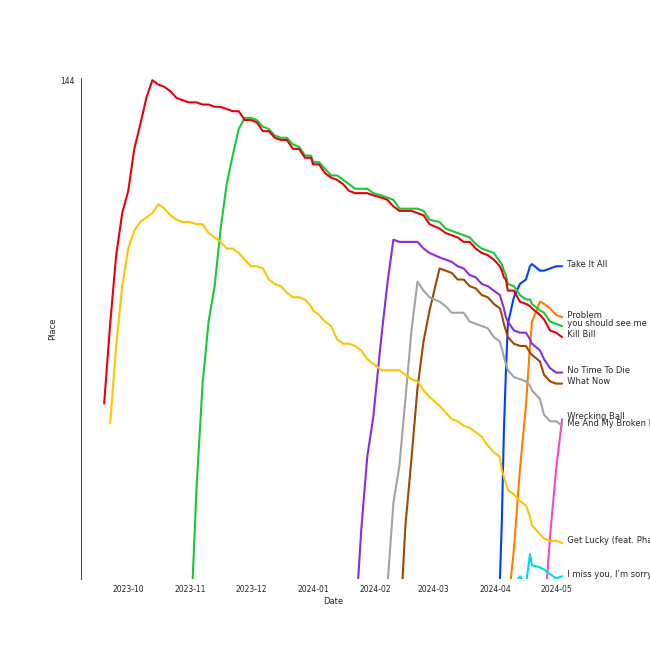 144
Take It All
Problem
you should see me
Kill Bill
No Time To Die
What Now
Wrecking Ball
Me And My Broken
Get Lucky (feat. Pha
I miss you, I'm sorry
Place
2023-10
2023-11
2023-12
2024-01
2024-02
2024-03
2024-04
2024-05
Date